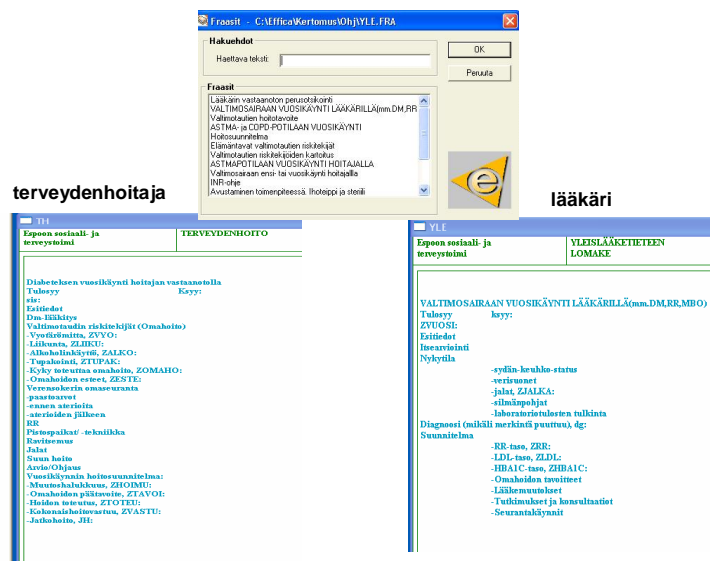 Fraasit - C:\Effica\Kertomus\Ohj\YLE.FRA
Hakuehdot
Haettava teksti:
OK
Peruuta
Fraasit
Lääkärin vastaanoton perusotsikointi
VALTIMOSAIRAAN VUOSIKÄYNTI LÄÄKÄRILLÄ(mm.DM,RR
Valtimotautien hoitotavoite
ASTMA- ja COPD-POTILAAN VUOSIKÄYNTI
Hoitosuunnitelma
Elämäntavat valtimotautien riskitekijät
Valtimotautien riskitekijöiden kartoitus
ASTMAPOTILAAN VUOSIKÄYNTI HOITAJALLA
Valtimosairaan ensi- tai vuosikäynti hoitajallla
INR-ohje
Avustaminen toimenpiteessä. Ihoteippi ja steriili
e
terveydenhoitaja
TH
Espoon sosiaali- ja
terveystoimi
TERVEYDENHOITO
Diabeteksen vuosikäynti hoitajan vastaanotolla
Tulosyy Ksyy:
sis:
Esitiedot
Dm-lääkitys
Valtimotaudin riskitekijät (Omahoito)
-Vyötärömitta, ZVYO:
-Liikunta, ZLIIKU:
-Alkoholinkäyttö, ZALKO:
-Tupakointi, ZTUPAK:
-Kyky toteuttaa omahoito, ZOMAHO:
-Omahoidon esteet, ZESTE:
Verensokerin omaseuranta
-paastoarvot
-ennen aterioita
-aterioiden jälkeen
RR
Pistospaikat/ -tekniikka
Ravitsemus
Jalat
Suun hoito
Arvio/Ohjaus
Vuosikäynnin hoitosuunnitelma:
-Muutoshalukkuus, ZHOIMU:
-Omahoidon päätavoite, ZTAVOI:
-Hoidon toteutus, ZTOTEU:
-Kokonaishoitovastuu, ZVASTU:
-Jatkohoito, JH:
lääkäri
YLE
Espoon sosiaali- ja
terveystoimi
YLEISLÄÄKETIETEEN
LOMAKE
VALTIMOSAIRAAN VUOSIKÄYNTI LÄÄKÄRILLÄ(mm.DM,RR,MBO)
Tulosyy ksyy:
ZVUOSI:
Esitiedot
Itsearviointi
Nykytila
-sydän-keuhko-status
-verisuonet
-jalat, ZJALKA:
-silmänpohjat
-laboratoriotulosten tulkinta
Diagnoosi (mikäli merkintä puuttuu), dg:
Suunnitelma
-RR-taso, ZRR:
-LDL-taso, ZLDL:
-HBA1C-taso, ZHBA1C:
-Omahoidon tavoitteet
-Lääkemuutokset
-Tutkimukset ja konsultaatiot
-Seurantakäynnit